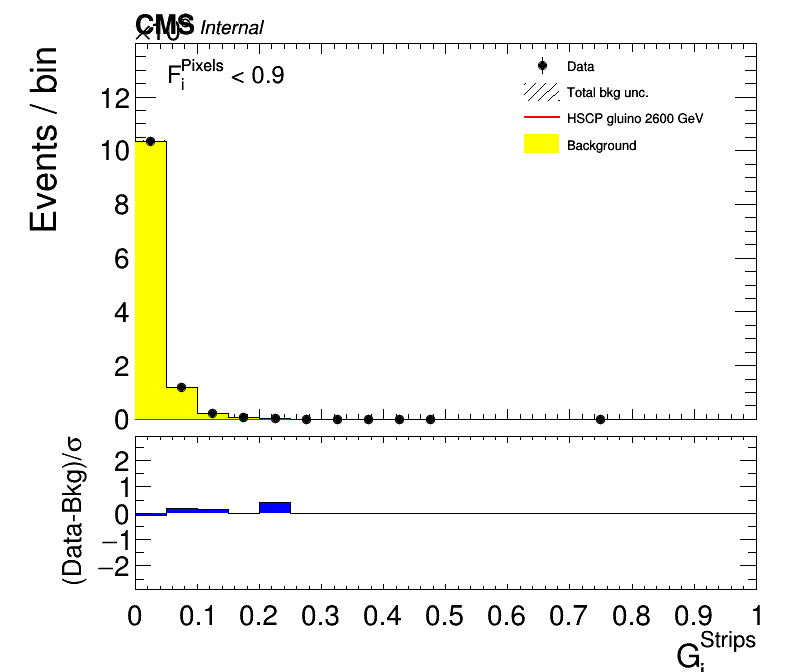 CMS Internal
F_i^Pixels < 0.9
Data
Total bkg unc.
HSCP gluino 2600 GeV
Background
Events / bin
12
10
8
6
4
2
0
(Data-Bkg)/σ
2
1
0
−1
−2
0 0.1 0.2 0.3 0.4 0.5 0.6 0.7 0.8 0.9 1
G_i^Strips